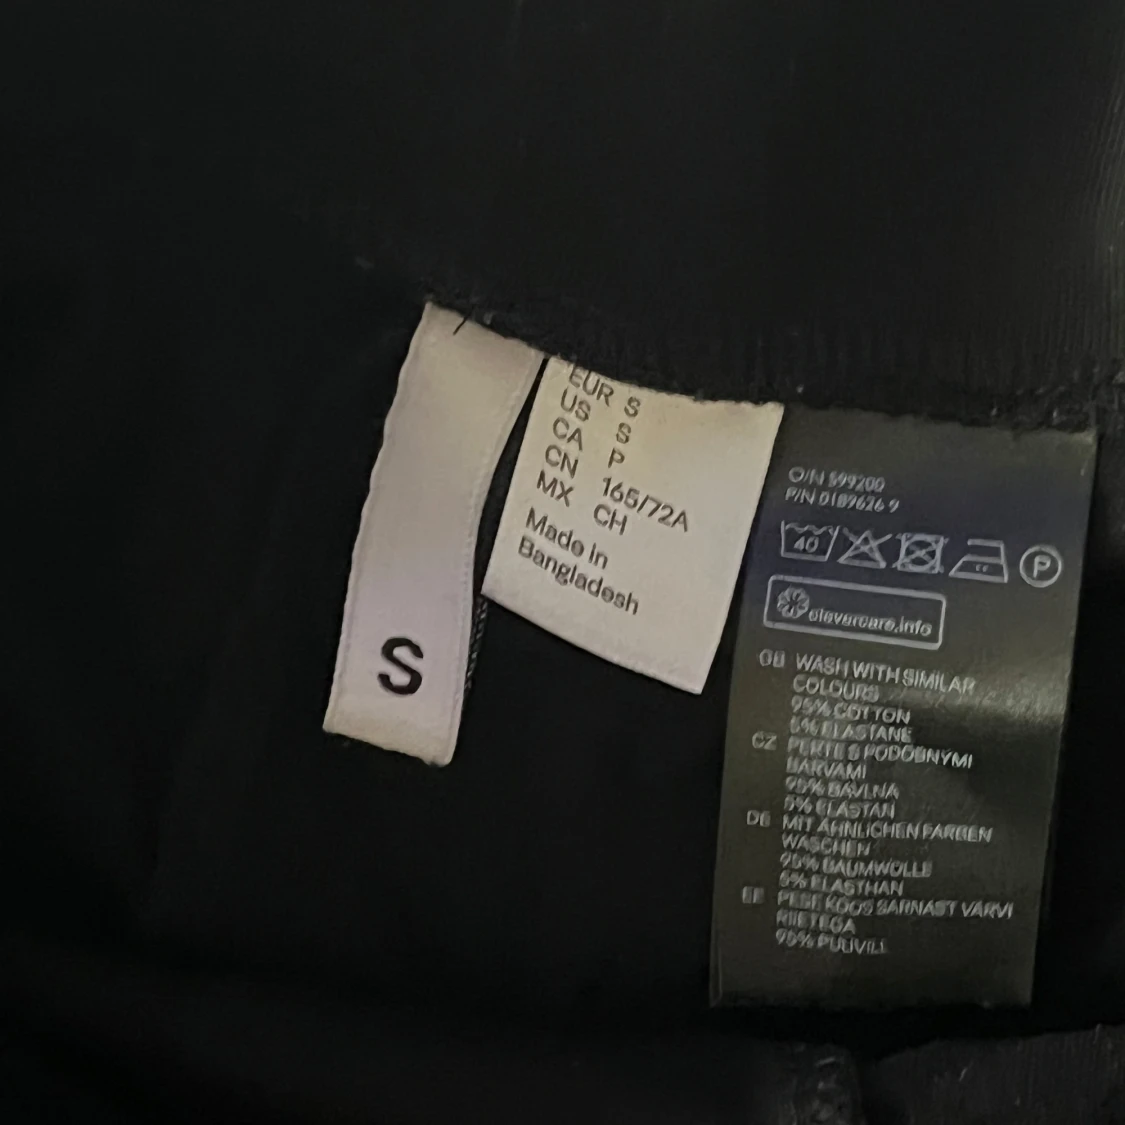 S
EUR S
US S
CA P
CN 165/72A
MX CH
Made in
Bangladesh
O/N 599200
P/N 0189626 9
40
P
clevercare.info
GB WASH WITH SIMILAR
COLOURS
95% COTTON
5% ELASTANE
CZ PERTE S PODOBNÝMI
BARVAMI
95% BAVLNA
5% ELASTAN
DE MIT ÄHNLICHEN FARBEN
WASCHEN
95% BAUMWOLLE
5% ELASTHAN
EE PESE KOOS SARNAST VÄRVI
RIIETEGA
95% PUUVILL